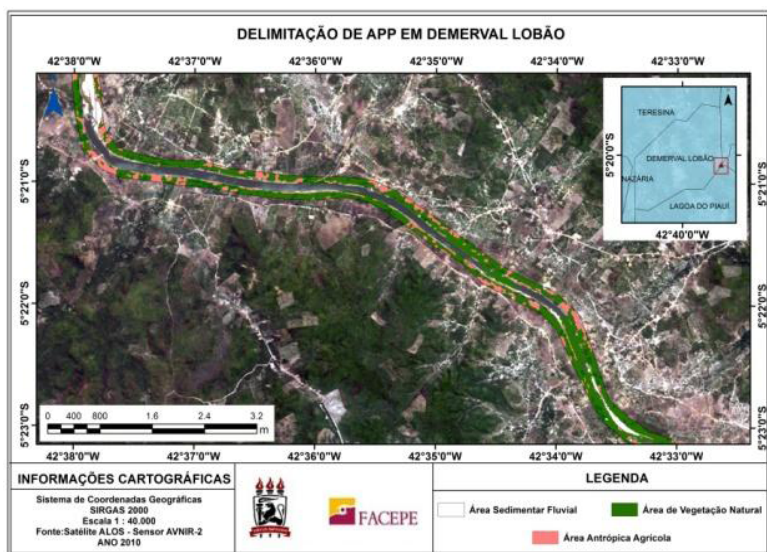 DELIMITAÇÃO DE APP EM DEMERVAL LOBÃO
42°38'0"W 42°37'0"W 42°36'0"W 42°35'0"W 42°34'0"W 42°33'0"W
TERESINA
DEMERVAL LOBÃO
NAZÁRIA
LAGOA DO PIAUÍ
5°20'0"S
42°40'0"W
5°21'0"S
5°21'0"S
5°22'0"S
5°22'0"S
5°23'0"S
5°23'0"S
0 400 800 1.6 2.4 3.2
m
42°38'0"W 42°37'0"W 42°36'0"W 42°35'0"W 42°34'0"W 42°33'0"W
INFORMAÇÕES CARTOGRÁFICAS
Sistema de Coordenadas Geográficas
SIRGAS 2000
Escala 1 : 40.000
Fonte:Satélite ALOS - Sensor AVNIR-2
ANO 2010
FACEPE
LEGENDA
Área Sedimentar Fluvial
Área de Vegetação Natural
Área Antrópica Agrícola